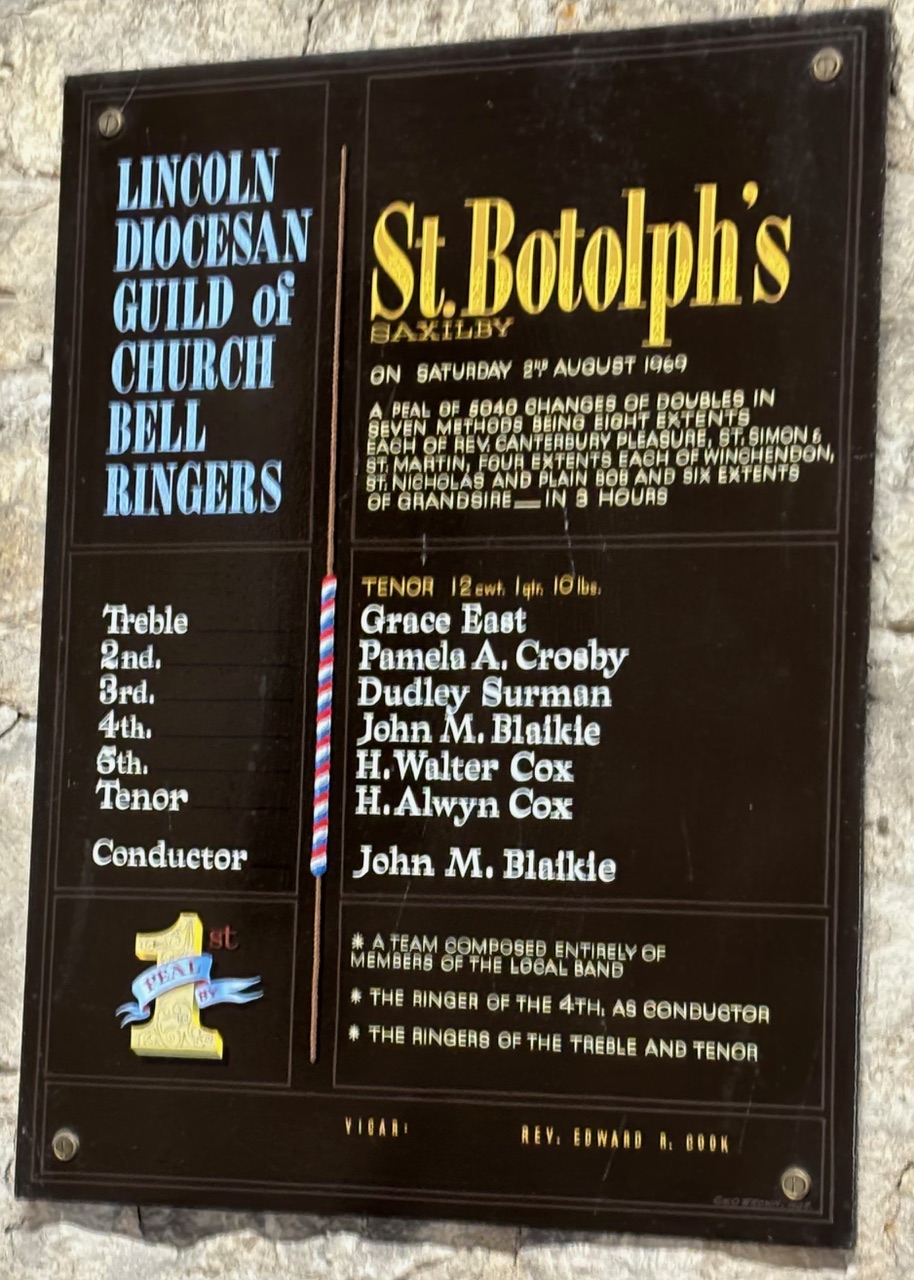 LINCOLN
DIOCESAN
GUILD of
CHURCH
BELL
RINGERS
St. Botolph's
SAXILBY
ON SATURDAY 2ND AUGUST 1969
A PEAL OF 5040 CHANGES OF DOUBLES IN
SEVEN METHODS BEING EIGHT EXTENTS
EACH OF REV. CANTERBURY PLEASURE, ST. SIMON &
ST. MARTIN, FOUR EXTENTS EACH OF WINCHENDON,
ST. NICHOLAS AND PLAIN BOB AND SIX EXTENTS
OF GRANDSIRE — IN 3 HOURS
TENOR 12 cwt. 1 qtr. 10 lbs.
Treble Grace East
2nd. Pamela A. Crosby
3rd. Dudley Surman
4th. John M. Blaikie
5th. H. Walter Cox
Tenor H. Alwyn Cox
Conductor John M. Blaikie
1st
PEAL
BY
* A TEAM COMPOSED ENTIRELY OF
MEMBERS OF THE LOCAL BAND
* THE RINGER OF THE 4TH. AS CONDUCTOR
* THE RINGERS OF THE TREBLE AND TENOR
VICAR: REV. EDWARD R. COOK